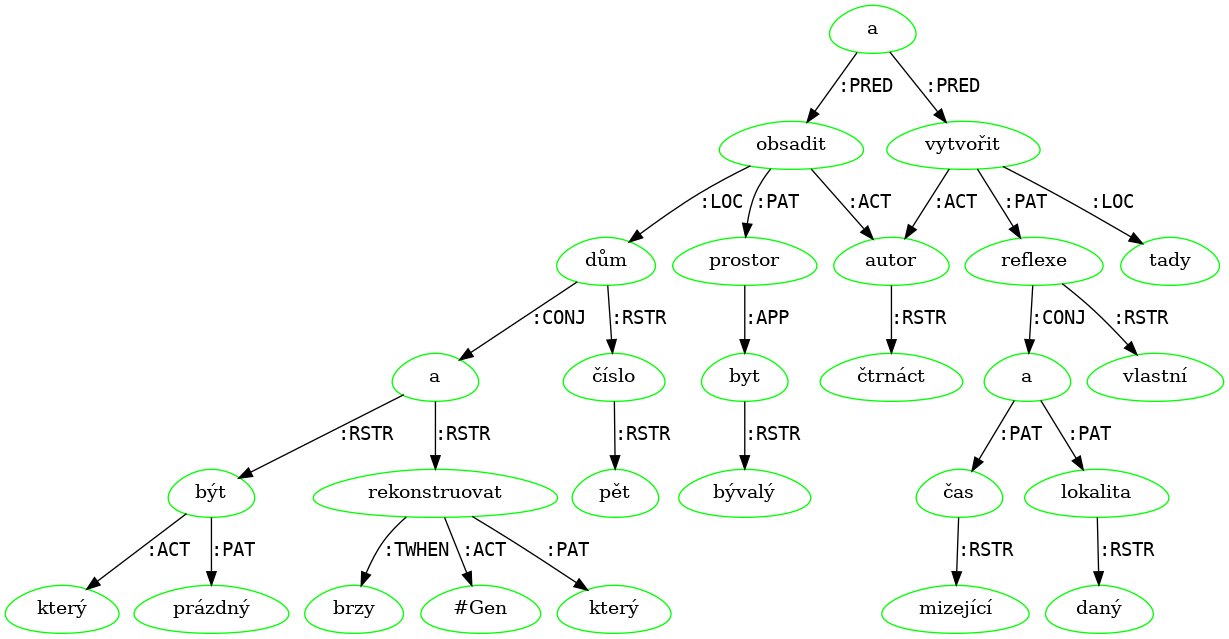 a
:PRED :PRED
obsadit vytvořit
:LOC :PAT :ACT :ACT :PAT :LOC
dům prostor autor reflexe tady
:CONJ :RSTR :APP :RSTR :CONJ :RSTR
a číslo byt čtrnáct a vlastní
:RSTR :RSTR :RSTR :RSTR :PAT :PAT
být rekonstruovat pět bývalý čas lokalita
:ACT :PAT :TWHEN :ACT :PAT :RSTR :RSTR
který prázdný brzy #Gen který mizející daný